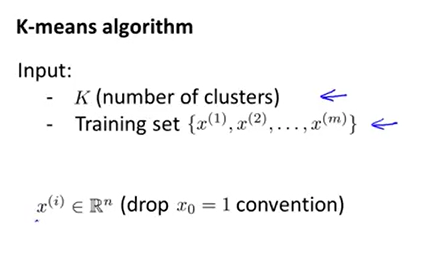 K-means algorithm
Input:
- K (number of clusters)
- Training set {x⁽¹⁾, x⁽²⁾, . . . , x⁽ᵐ⁾}
x⁽ⁱ⁾ ∈ ℝⁿ (drop x₀ = 1 convention)